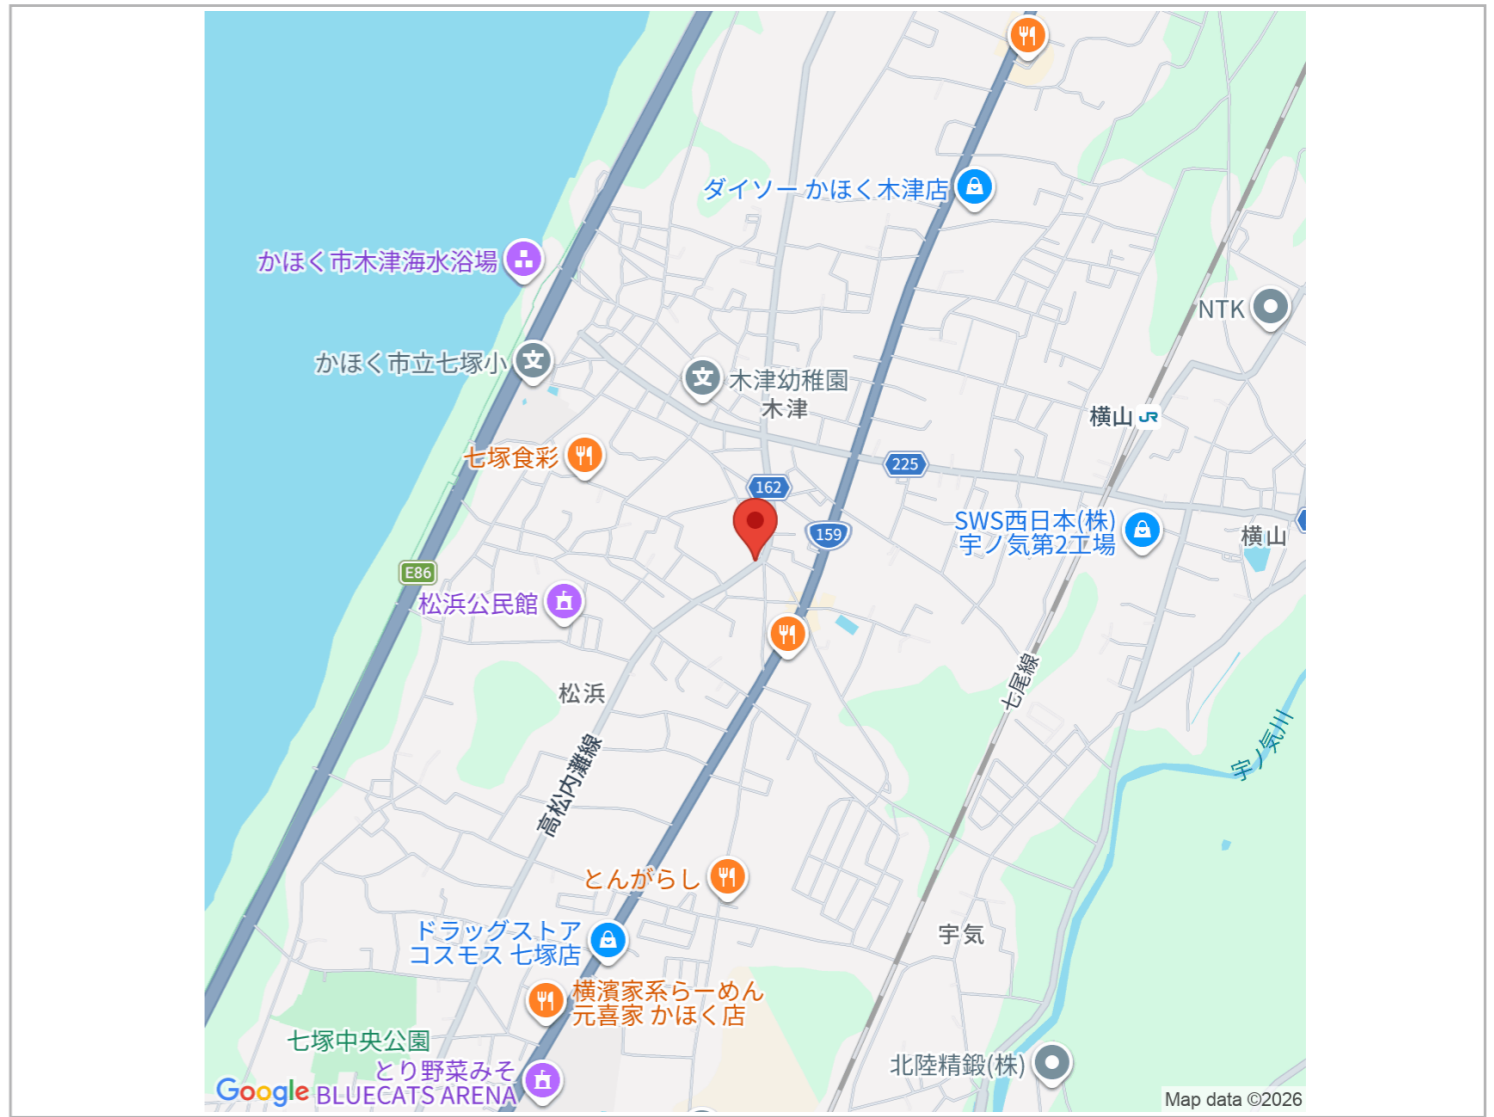 ダイソー かほく木津店
かほく市木津海水浴場
NTK
かほく市立七塚小
木津幼稚園
木津
横山 JR
七塚食彩
225
162
SWS西日本(株)
宇ノ気第2工場
159
横山
E86
松浜公民館
七尾線
松浜
宇ノ気川
高松内灘線
とんがらし
ドラッグストア
コスモス 七塚店
宇気
横濱家系らーめん
元喜家 かほく店
七塚中央公園
北陸精鍛(株)
とり野菜みそ
BLUECATS ARENA
Google
Map data ©2026